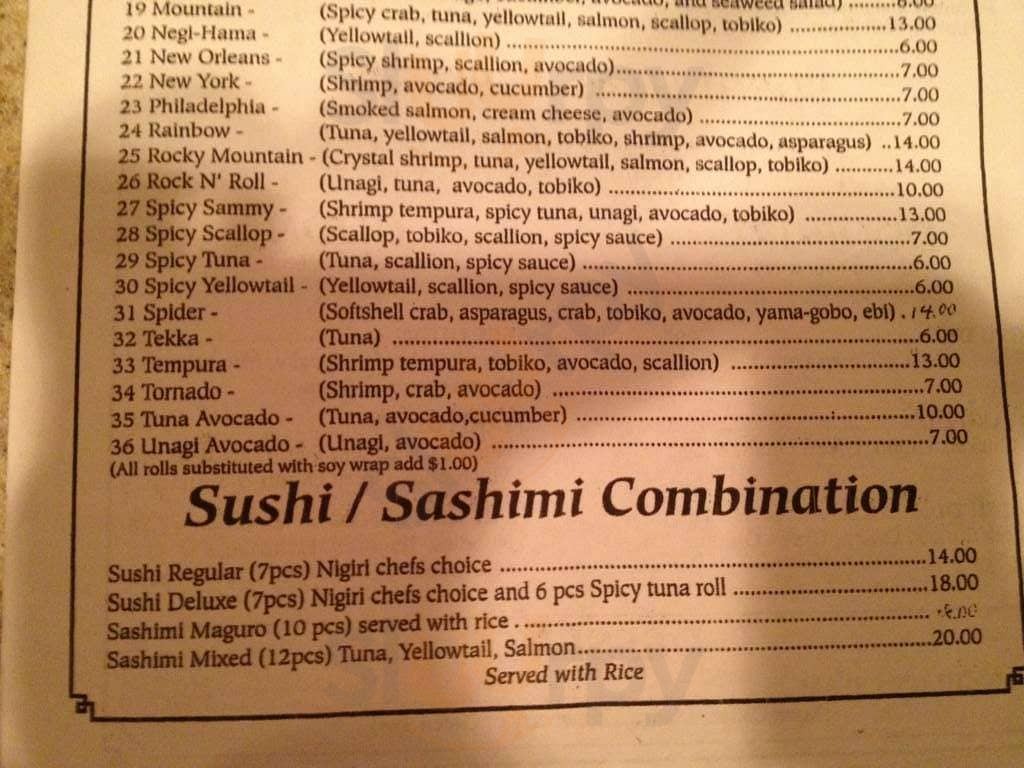 avocado, and seaweed salad) ........8.00
19 Mountain - (Spicy crab, tuna, yellowtail, salmon, scallop, tobiko) ................13.00
20 Negi-Hama - (Yellowtail, scallion) ................6.00
21 New Orleans - (Spicy shrimp, scallion, avocado)................7.00
22 New York - (Shrimp, avocado, cucumber) ................7.00
23 Philadelphia - (Smoked salmon, cream cheese, avocado) ................7.00
24 Rainbow - (Tuna, yellowtail, salmon, tobiko, shrimp, avocado, asparagus) ..14.00
25 Rocky Mountain - (Crystal shrimp, tuna, yellowtail, salmon, scallop, tobiko) ..........14.00
26 Rock N' Roll - (Unagi, tuna, avocado, tobiko) ................10.00
27 Spicy Sammy - (Shrimp tempura, spicy tuna, unagi, avocado, tobiko) ................13.00
28 Spicy Scallop - (Scallop, tobiko, scallion, spicy sauce) ................7.00
29 Spicy Tuna - (Tuna, scallion, spicy sauce) ................6.00
30 Spicy Yellowtail - (Yellowtail, scallion, spicy sauce) ................6.00
31 Spider - (Softshell crab, asparagus, crab, tobiko, avocado, yama-gobo, ebi) . 14.00
32 Tekka - (Tuna) ................6.00
33 Tempura - (Shrimp tempura, tobiko, avocado, scallion) ................13.00
34 Tornado - (Shrimp, crab, avocado) ................7.00
35 Tuna Avocado - (Tuna, avocado,cucumber) ................10.00
36 Unagi Avocado - (Unagi, avocado) ................7.00
(All rolls substituted with soy wrap add $1.00)
Sushi / Sashimi Combination
Sushi Regular (7pcs) Nigiri chefs choice ................14.00
Sushi Deluxe (7pcs) Nigiri chefs choice and 6 pcs Spicy tuna roll ................18.00
Sashimi Maguro (10 pcs) served with rice ................
Sashimi Mixed (12pcs) Tuna, Yellowtail, Salmon................20.00
Served with Rice